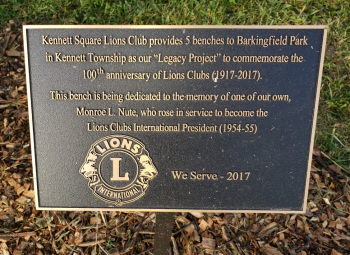 Kennett Square Lions Club provides 5 benches to Barkingfield Park
in Kennett Township as our "Legacy Project" to commemorate the
100th anniversary of Lions Clubs (1917-2017).
This bench is being dedicated to the memory of one of our own,
Monroe L. Nute, who rose in service to become the
Lions Clubs International President (1954-55)
LIONS
L
INTERNATIONAL
We Serve - 2017